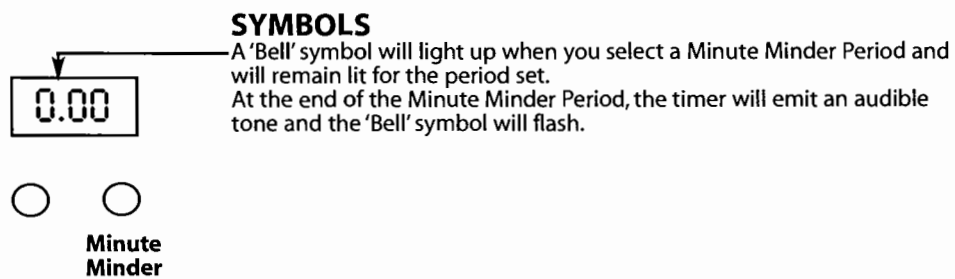 SYMBOLS
A 'Bell' symbol will light up when you select a Minute Minder Period and
will remain lit for the period set.
At the end of the Minute Minder Period, the timer will emit an audible
tone and the 'Bell' symbol will flash.
0.00
Minute
Minder